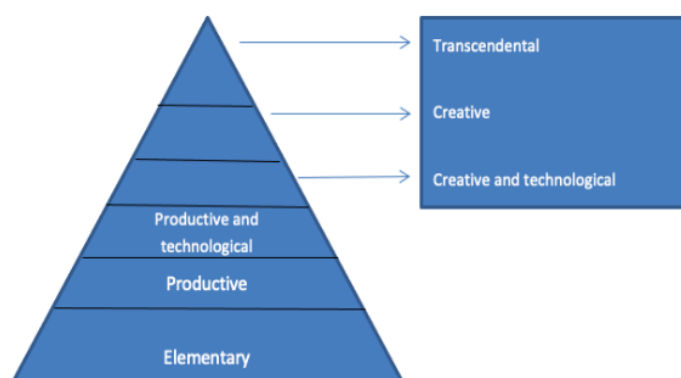 Transcendental
Creative
Creative and technological
Productive and
technological
Productive
Elementary